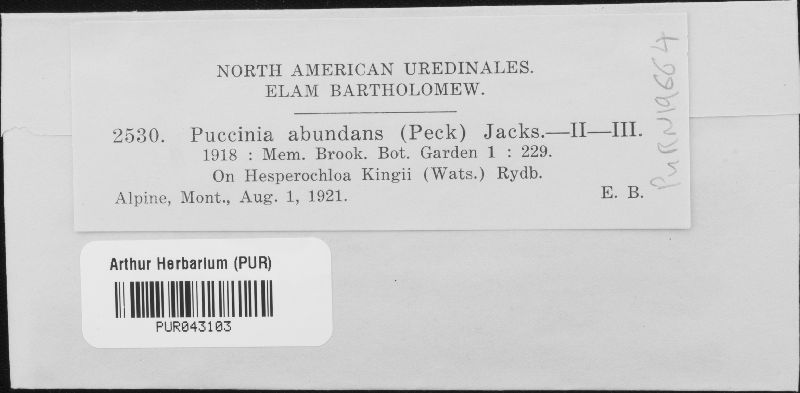 NORTH AMERICAN UREDINALES.
ELAM BARTHOLOMEW.
2530. Puccinia abundans (Peck) Jacks.—II—III.
1918 : Mem. Brook. Bot. Garden 1 : 229.
On Hesperochloa Kingii (Wats.) Rydb.
Alpine, Mont., Aug. 1, 1921. E. B.
PURN19664
Arthur Herbarium (PUR)
PUR043103